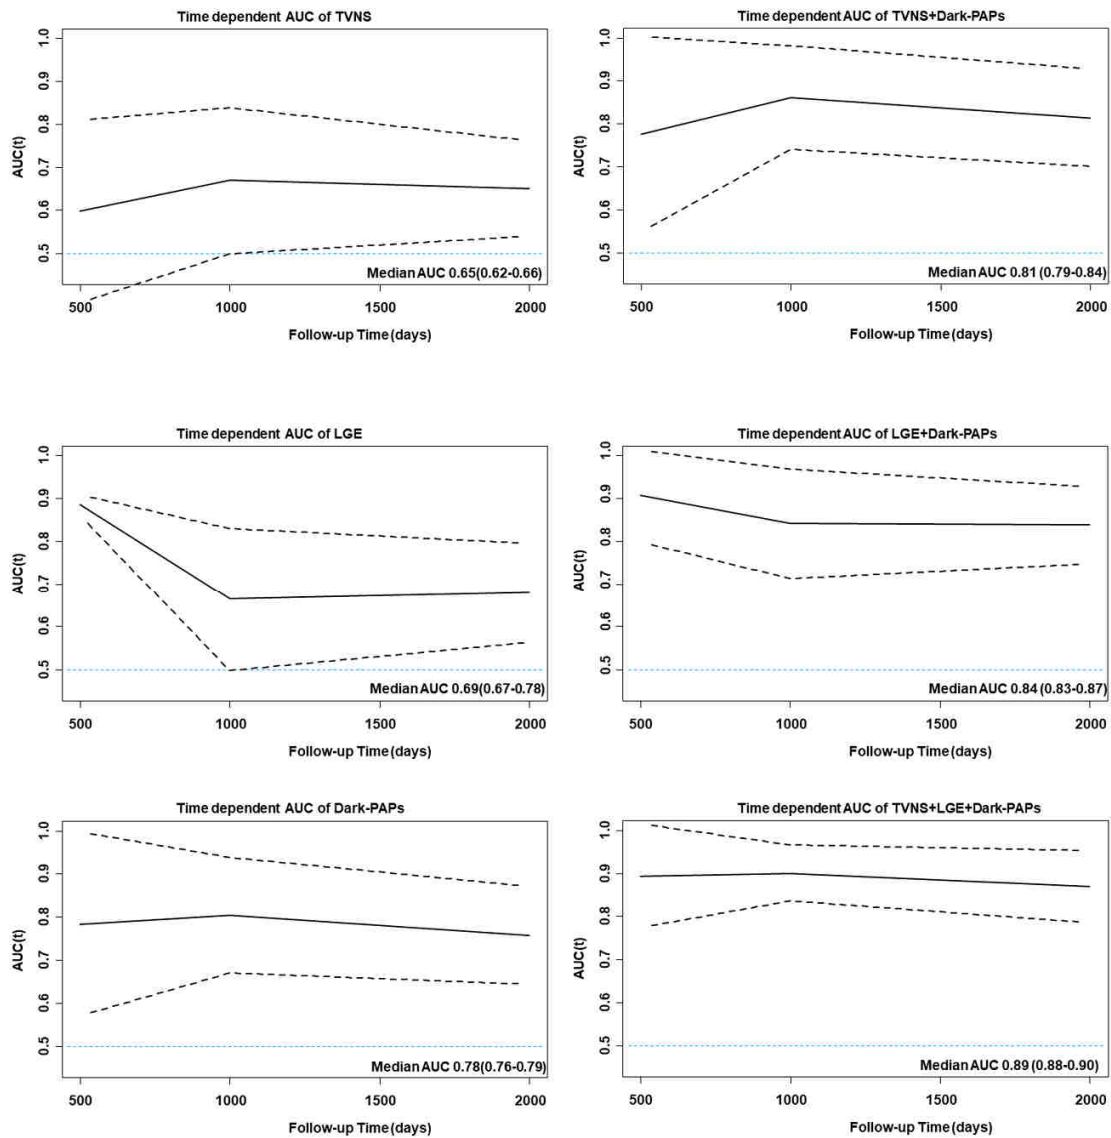 Time dependent AUC of TVNS
AUC(t)
1.0
0.9
0.8
0.7
0.6
0.5
Median AUC 0.65(0.62-0.66)
500 1000 1500 2000
Follow-up Time(days)
Time dependent AUC of TVNS+Dark-PAPs
AUC(t)
1.0
0.9
0.8
0.7
0.6
0.5
Median AUC 0.81 (0.79-0.84)
500 1000 1500 2000
Follow-up Time(days)
Time dependent AUC of LGE
AUC(t)
1.0
0.9
0.8
0.7
0.6
0.5
Median AUC 0.69(0.67-0.78)
500 1000 1500 2000
Follow-up Time (days)
Time dependent AUC of LGE+Dark-PAPs
AUC(t)
1.0
0.9
0.8
0.7
0.6
0.5
Median AUC 0.84 (0.83-0.87)
500 1000 1500 2000
Follow-up Time (days)
Time dependent AUC of Dark-PAPs
AUC(t)
1.0
0.9
0.8
0.7
0.6
0.5
Median AUC 0.78(0.76-0.79)
500 1000 1500 2000
Follow-up Time (days)
Time dependent AUC of TVNS+LGE+Dark-PAPs
AUC(t)
1.0
0.9
0.8
0.7
0.6
0.5
Median AUC 0.89 (0.88-0.90)
500 1000 1500 2000
Follow-up Time (days)